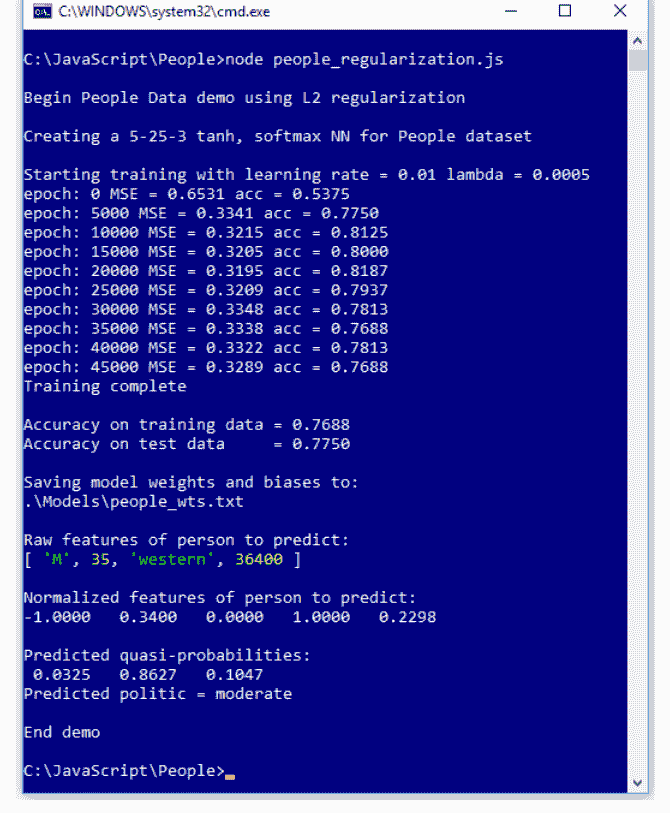 C:\WINDOWS\system32\cmd.exe
C:\JavaScript\People>node people_regularization.js
Begin People Data demo using L2 regularization
Creating a 5-25-3 tanh, softmax NN for People dataset
Starting training with learning rate = 0.01 lambda = 0.0005
epoch: 0 MSE = 0.6531 acc = 0.5375
epoch: 5000 MSE = 0.3341 acc = 0.7750
epoch: 10000 MSE = 0.3215 acc = 0.8125
epoch: 15000 MSE = 0.3205 acc = 0.8000
epoch: 20000 MSE = 0.3195 acc = 0.8187
epoch: 25000 MSE = 0.3209 acc = 0.7937
epoch: 30000 MSE = 0.3348 acc = 0.7813
epoch: 35000 MSE = 0.3338 acc = 0.7688
epoch: 40000 MSE = 0.3322 acc = 0.7813
epoch: 45000 MSE = 0.3289 acc = 0.7688
Training complete
Accuracy on training data = 0.7688
Accuracy on test data     = 0.7750
Saving model weights and biases to:
.\Models\people_wts.txt
Raw features of person to predict:
[ 'M', 35, 'western', 36400 ]
Normalized features of person to predict:
-1.0000   0.3400   0.0000   1.0000   0.2298
Predicted quasi-probabilities:
0.0325   0.8627   0.1047
Predicted politic = moderate
End demo
C:\JavaScript\People>